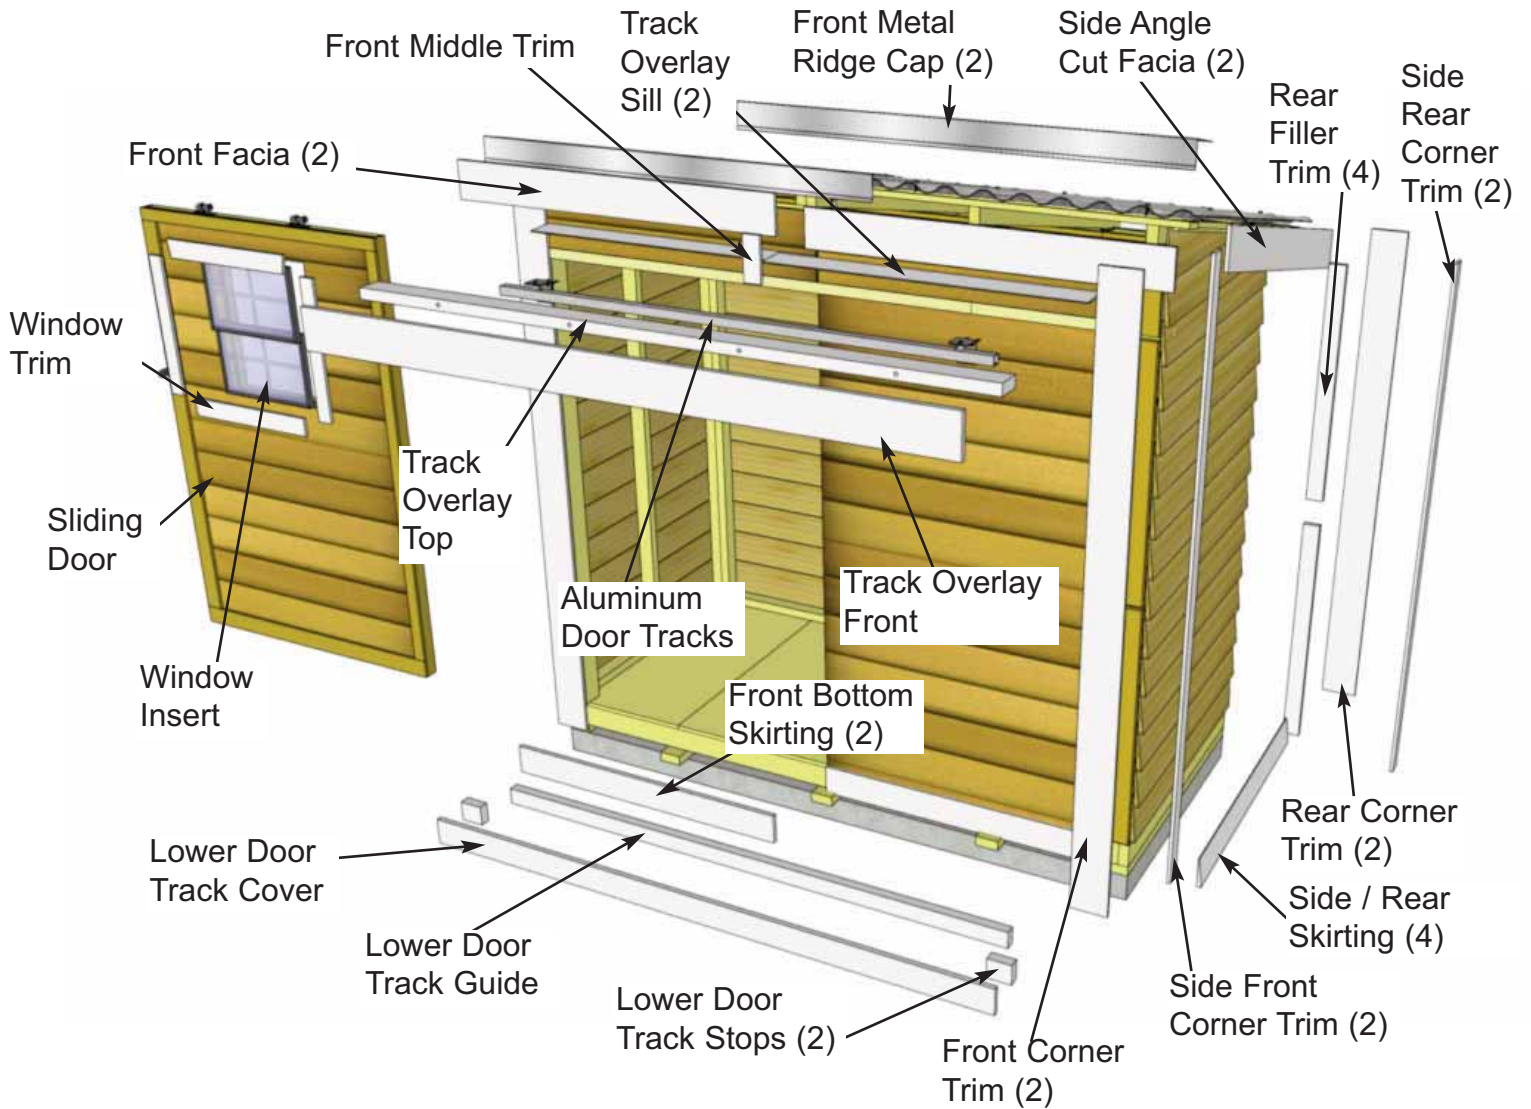 Front Middle Trim
Track
Overlay
Sill (2)
Front Metal
Ridge Cap (2)
Side Angle
Cut Facia (2)
Rear
Filler
Trim (4)
Side
Rear
Corner
Trim (2)
Front Facia (2)
Window
Trim
Sliding
Door
Window
Insert
Track
Overlay
Top
Aluminum
Door Tracks
Track Overlay
Front
Front Bottom
Skirting (2)
Lower Door
Track Cover
Lower Door
Track Guide
Lower Door
Track Stops (2)
Front Corner
Trim (2)
Side Front
Corner Trim (2)
Side / Rear
Skirting (4)
Rear Corner
Trim (2)